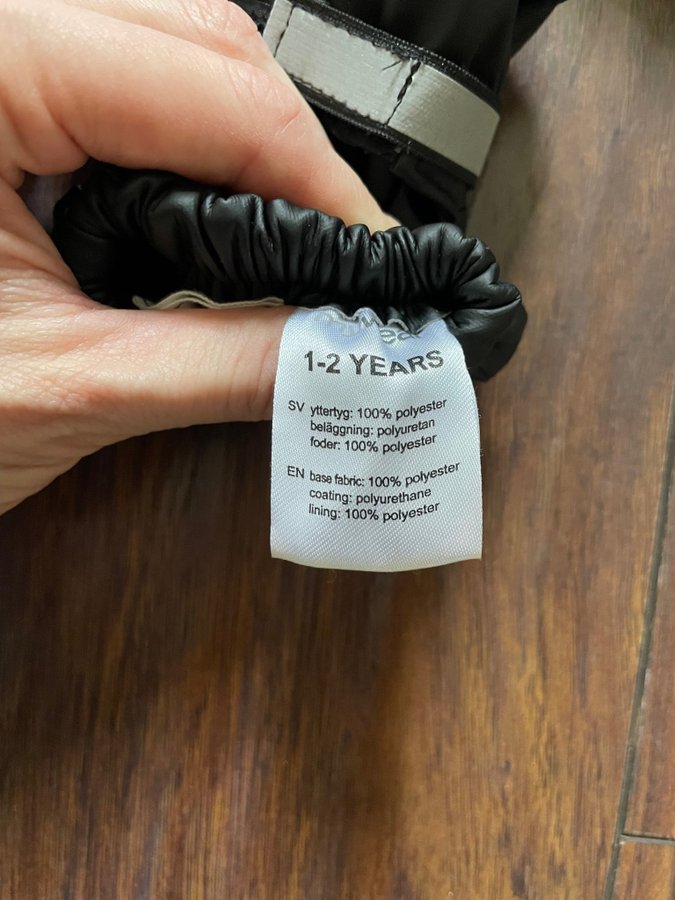 1-2 YEARS
SV yttertyg: 100% polyester
beläggning: polyuretan
foder: 100% polyester
EN base fabric: 100% polyester
coating: polyurethane
lining: 100% polyester